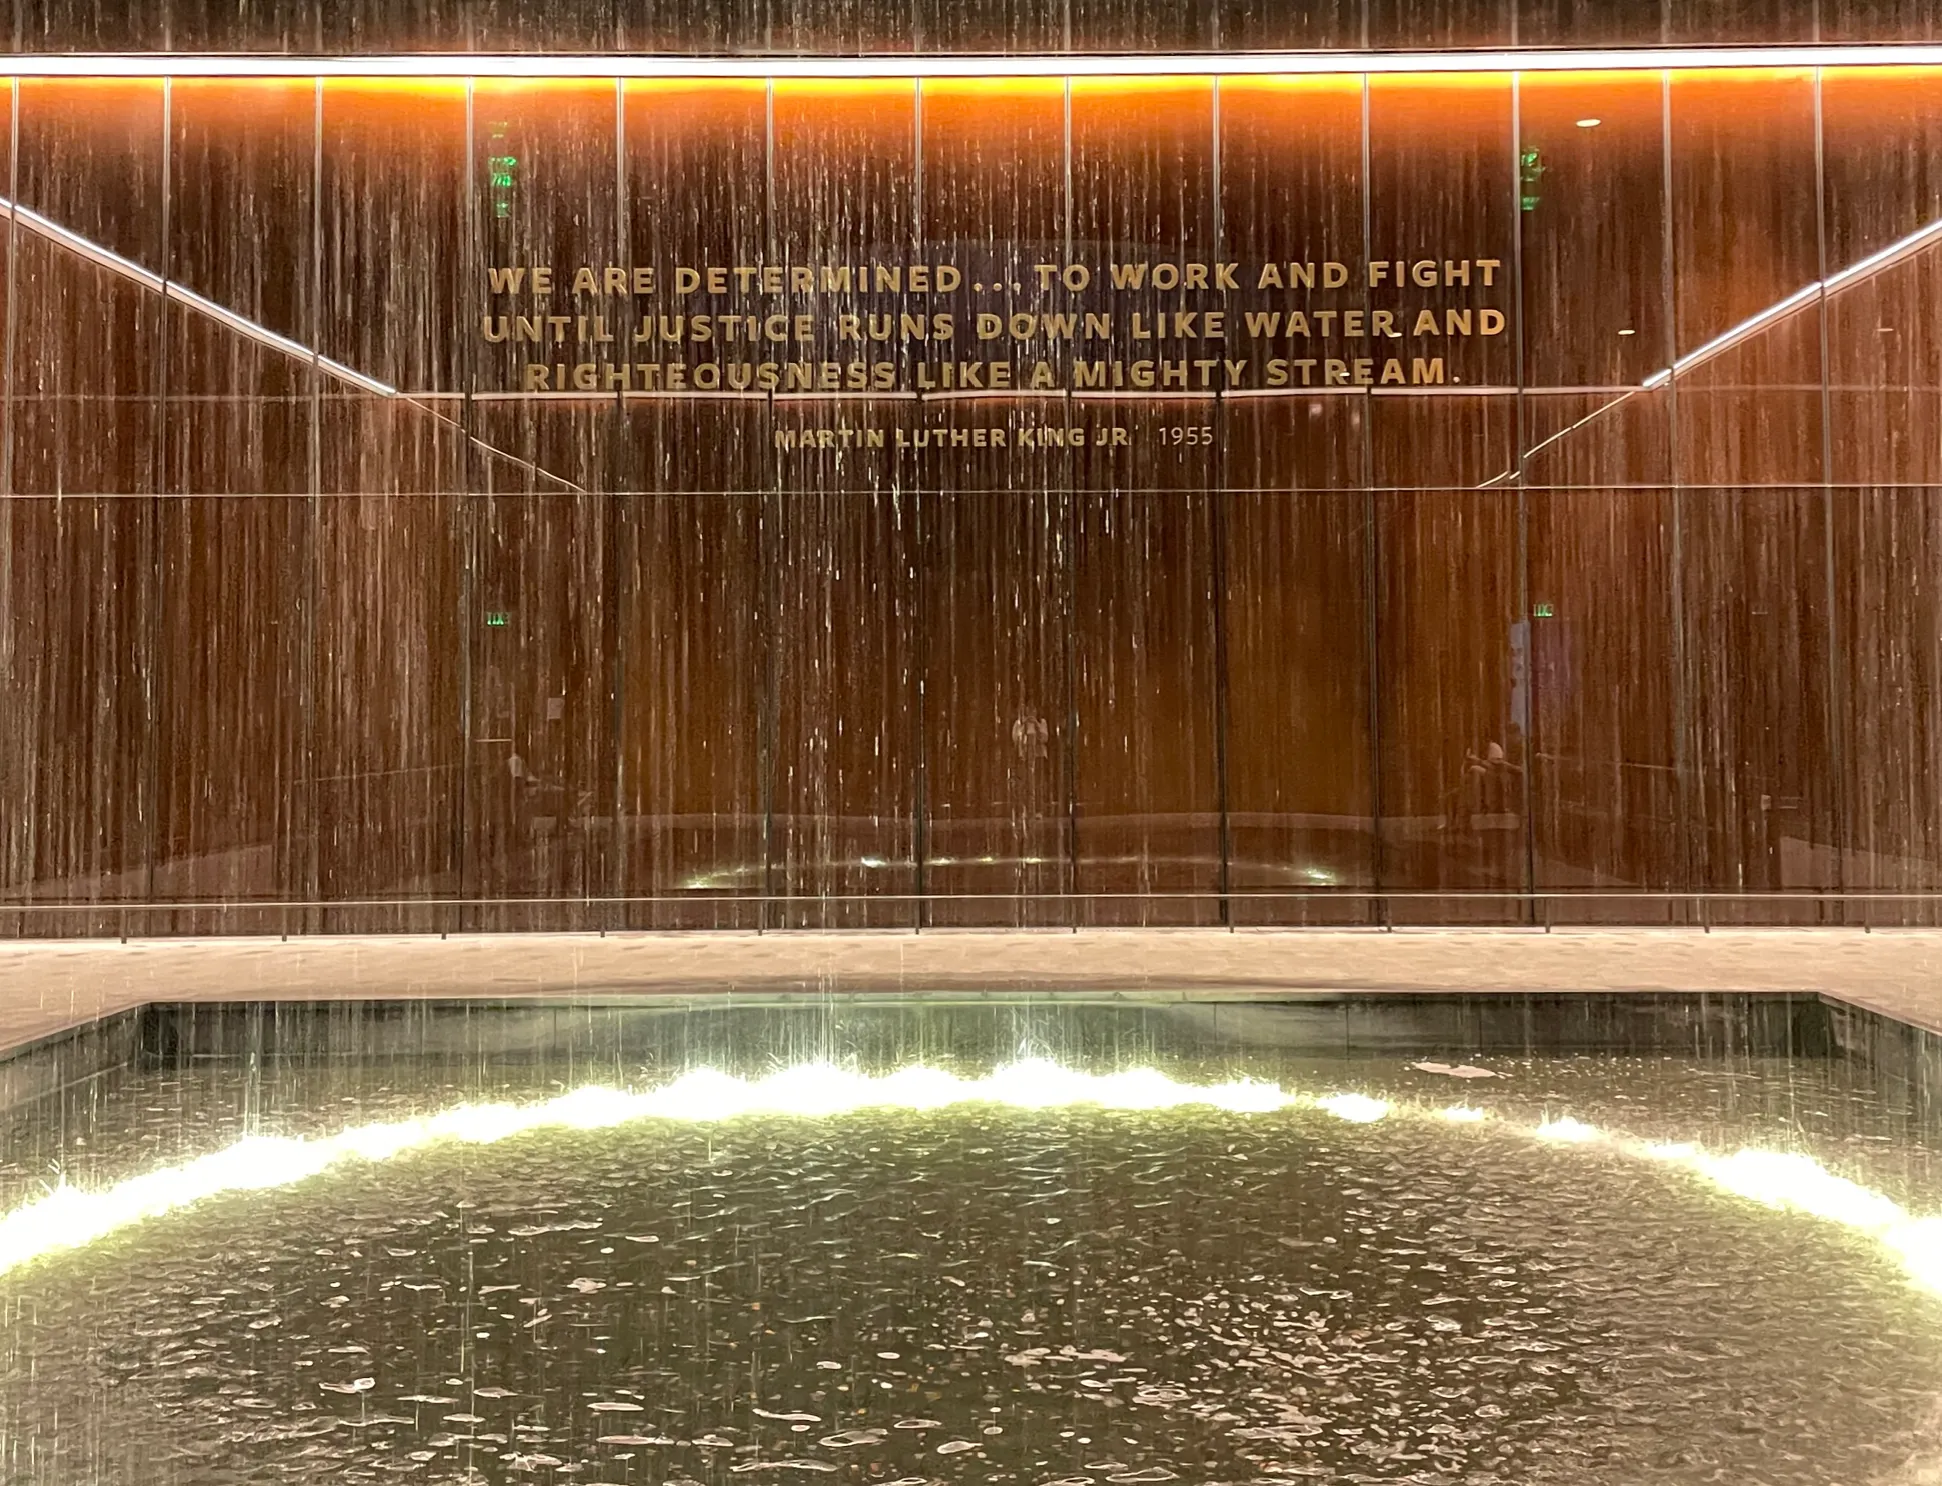 WE ARE DETERMINED... TO WORK AND FIGHT
UNTIL JUSTICE RUNS DOWN LIKE WATER AND
RIGHTEOUSNESS LIKE A MIGHTY STREAM.
MARTIN LUTHER KING JR 1955